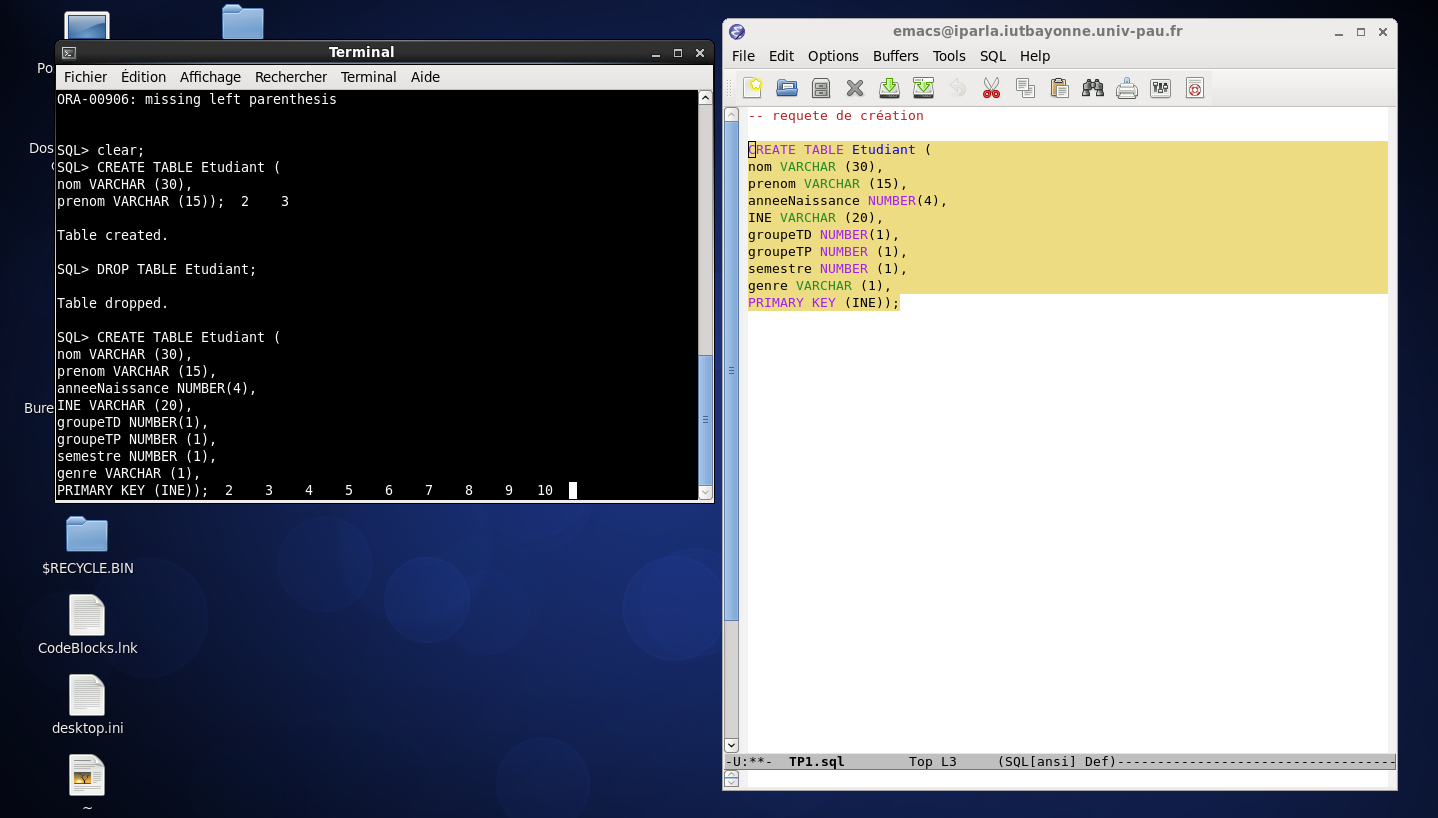 Po
Dos
Bure
$RECYCLE.BIN
CodeBlocks.lnk
desktop.ini
~
Terminal
Fichier Édition Affichage Rechercher Terminal Aide
ORA-00906: missing left parenthesis
SQL> clear;
SQL> CREATE TABLE Etudiant (
nom VARCHAR (30),
prenom VARCHAR (15));  2    3
Table created.
SQL> DROP TABLE Etudiant;
Table dropped.
SQL> CREATE TABLE Etudiant (
nom VARCHAR (30),
prenom VARCHAR (15),
anneeNaissance NUMBER(4),
INE VARCHAR (20),
groupeTD NUMBER(1),
groupeTP NUMBER (1),
semestre NUMBER (1),
genre VARCHAR (1),
PRIMARY KEY (INE));  2    3    4    5    6    7    8    9   10
emacs@iparla.iutbayonne.univ-pau.fr
File Edit Options Buffers Tools SQL Help
-- requete de création
CREATE TABLE Etudiant (
nom VARCHAR (30),
prenom VARCHAR (15),
anneeNaissance NUMBER(4),
INE VARCHAR (20),
groupeTD NUMBER(1),
groupeTP NUMBER (1),
semestre NUMBER (1),
genre VARCHAR (1),
PRIMARY KEY (INE));
-U:**-  TP1.sql        Top L3     (SQL[ansi] Def)-----------------------------------